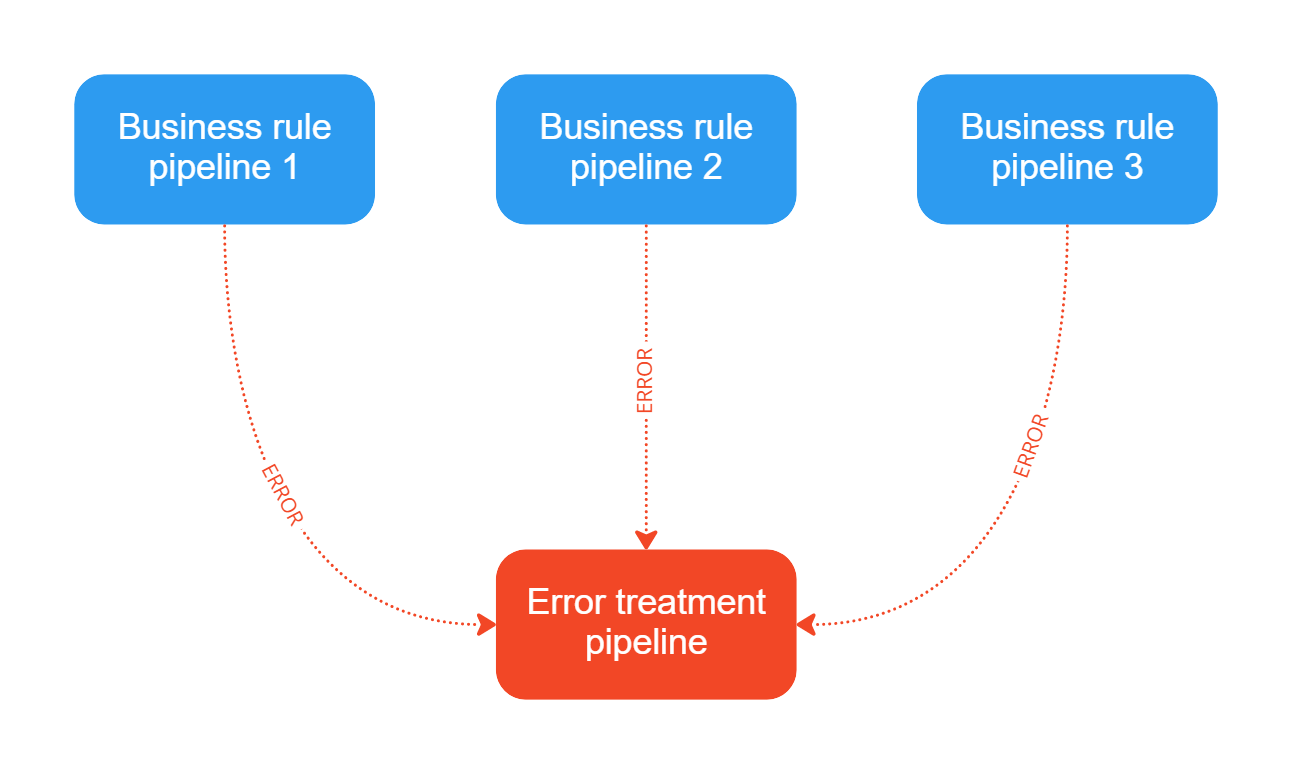 Business rule
pipeline 1
Business rule
pipeline 2
Business rule
pipeline 3
ERROR
ERROR
ERROR
Error treatment
pipeline